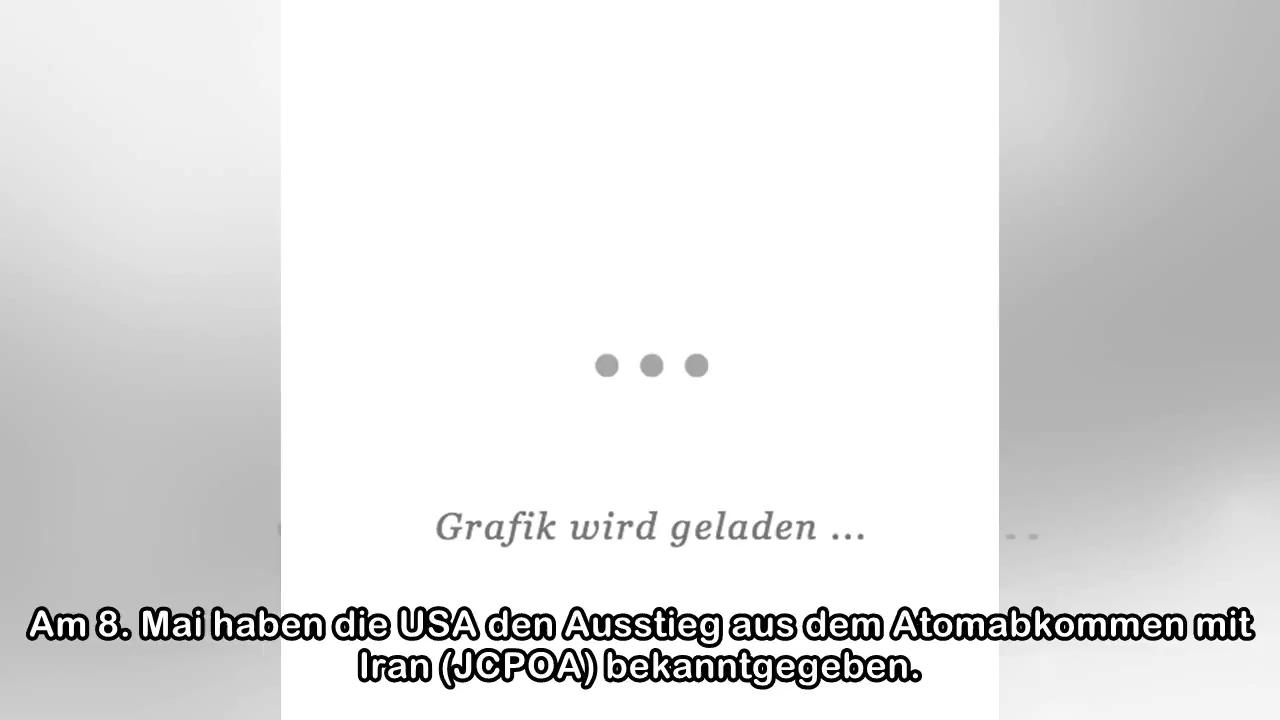 Grafik wird geladen ...
Am 8. Mai haben die USA den Ausstieg aus dem Atomabkommen mit
Iran (JCPOA) bekanntgegeben.